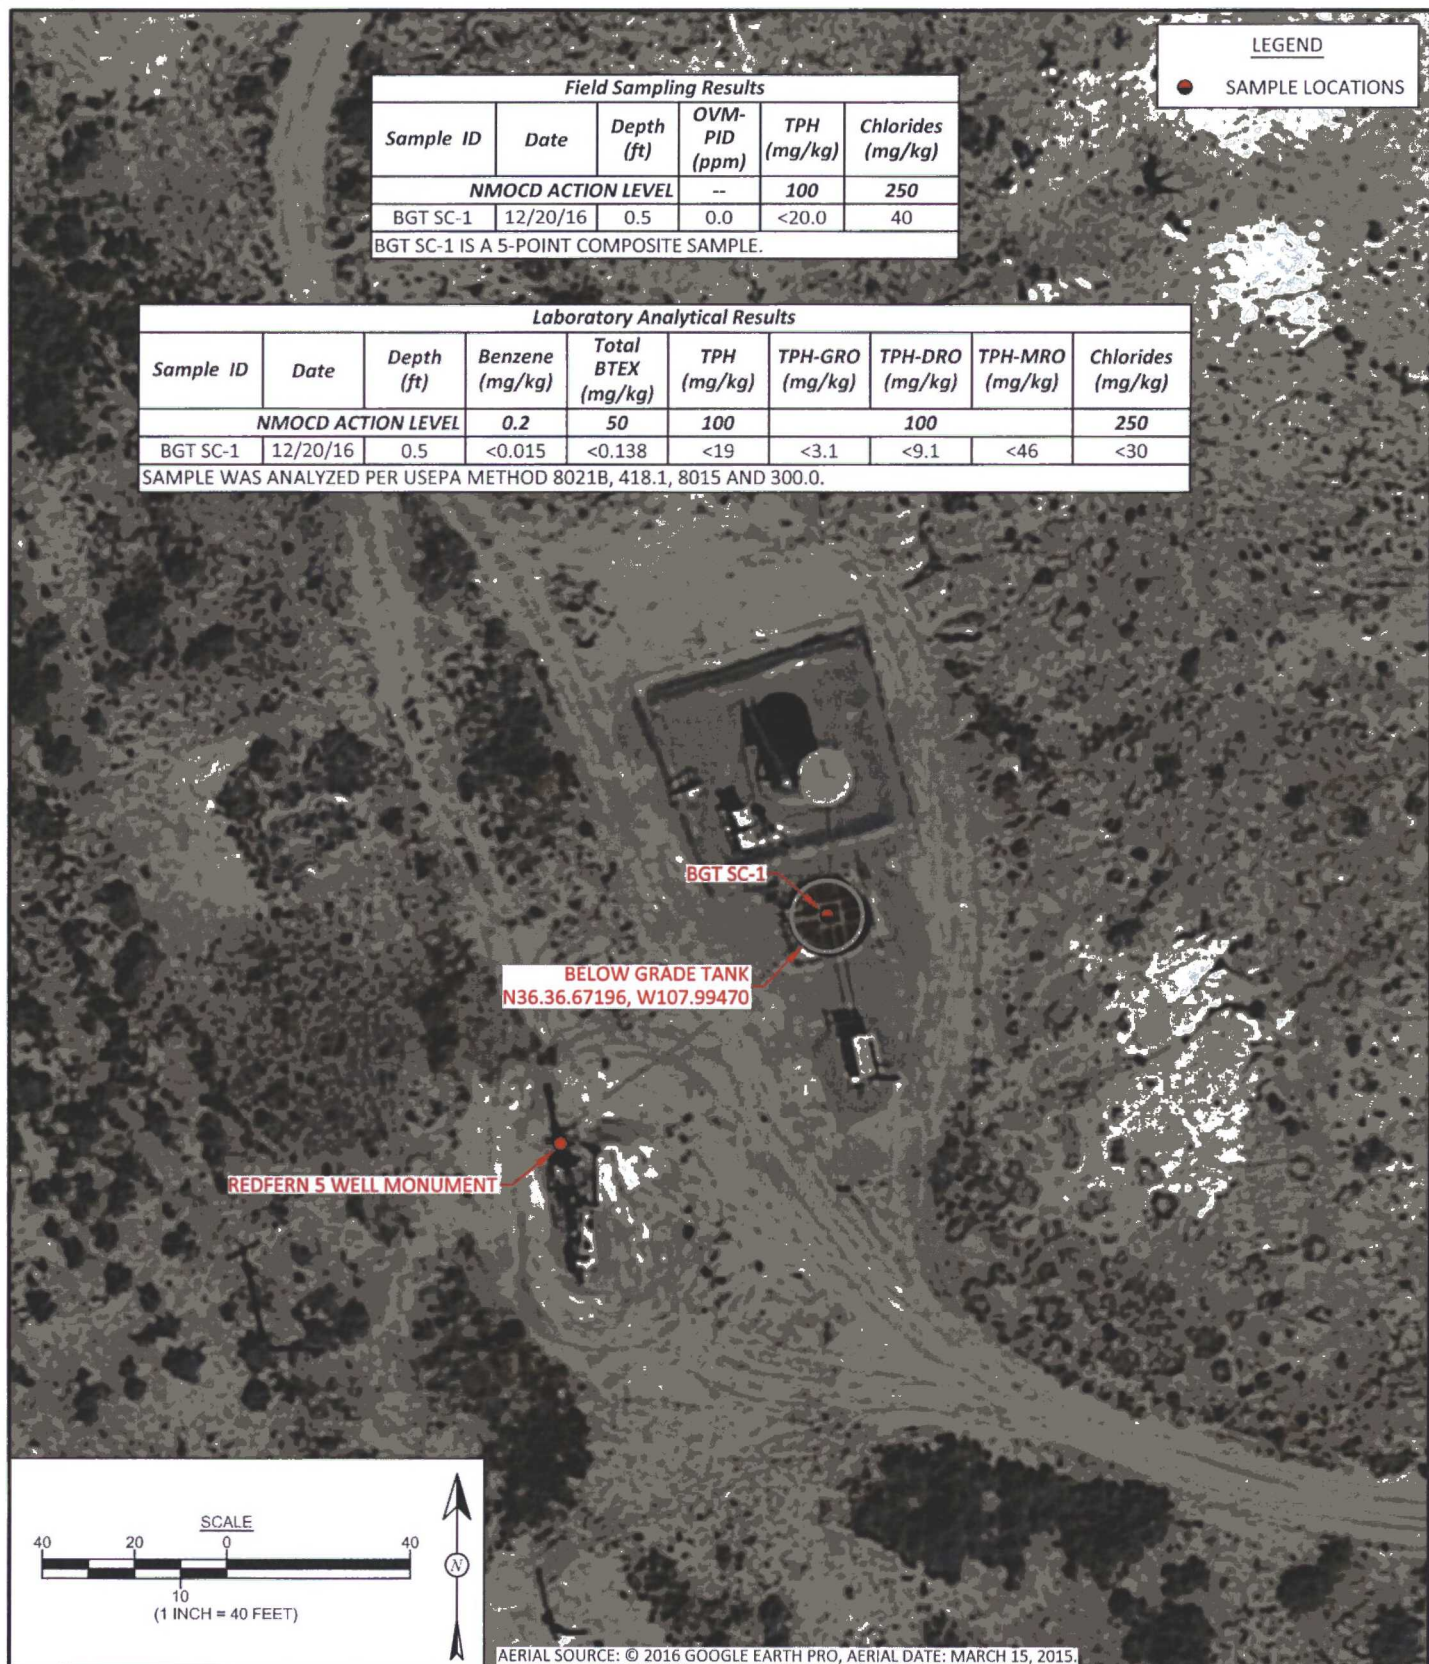 LEGEND
SAMPLE LOCATIONS
Field Sampling Results
Sample ID Date Depth (ft) OVM-PID (ppm) TPH (mg/kg) Chlorides (mg/kg)
NMOCD ACTION LEVEL -- 100 250
BGT SC-1 12/20/16 0.5 0.0 <20.0 40
BGT SC-1 IS A 5-POINT COMPOSITE SAMPLE.
Laboratory Analytical Results
Sample ID Date Depth (ft) Benzene (mg/kg) Total BTEX (mg/kg) TPH (mg/kg) TPH-GRO (mg/kg) TPH-DRO (mg/kg) TPH-MRO (mg/kg) Chlorides (mg/kg)
NMOCD ACTION LEVEL 0.2 50 100 100 250
BGT SC-1 12/20/16 0.5 <0.015 <0.138 <19 <3.1 <9.1 <46 <30
SAMPLE WAS ANALYZED PER USEPA METHOD 8021B, 418.1, 8015 AND 300.0.
BGT SC-1
BELOW GRADE TANK
N36.36.67196, W107.99470
REDFERN 5 WELL MONUMENT
SCALE
40 20 0 40
10
(1 INCH = 40 FEET)
N
AERIAL SOURCE: © 2016 GOOGLE EARTH PRO, AERIAL DATE: MARCH 15, 2015.